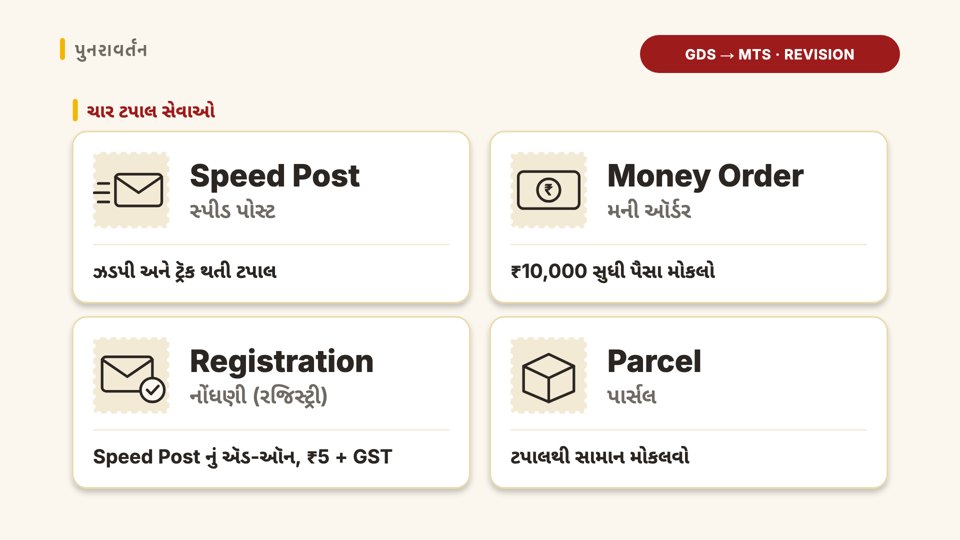 પુનરાવર્તન
GDS → MTS · REVISION
ચાર ટપાલ સેવાઓ
Speed Post
સ્પીડ પોસ્ટ
ઝડપી અને ટ્રૅક થતી ટપાલ
Money Order
મની ઑર્ડર
₹10,000 સુધી પૈસા મોકલો
Registration
નોંધણી (રજિસ્ટ્રી)
Speed Post નું ઍડ-ઑન, ₹5 + GST
Parcel
પાર્સલ
ટપાલથી સામાન મોકલવો